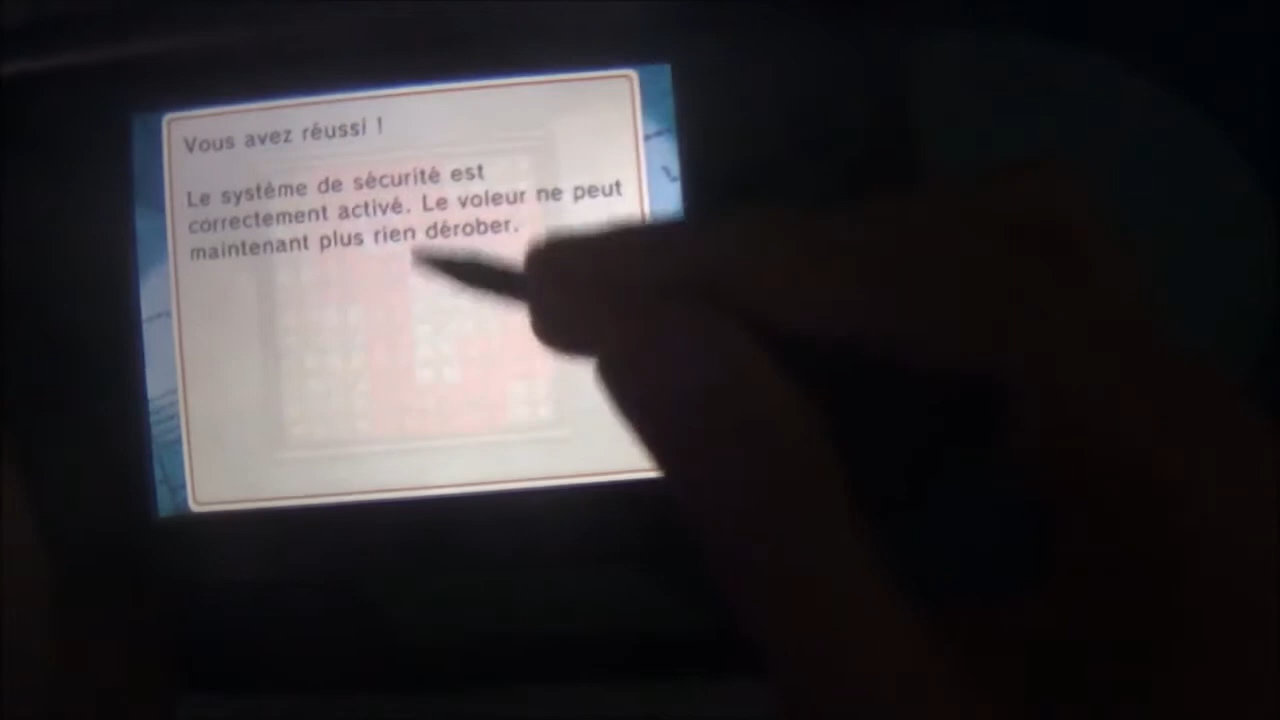 Vous avez réussi !
Le système de sécurité est
correctement activé. Le voleur ne peut
maintenant plus rien dérober.